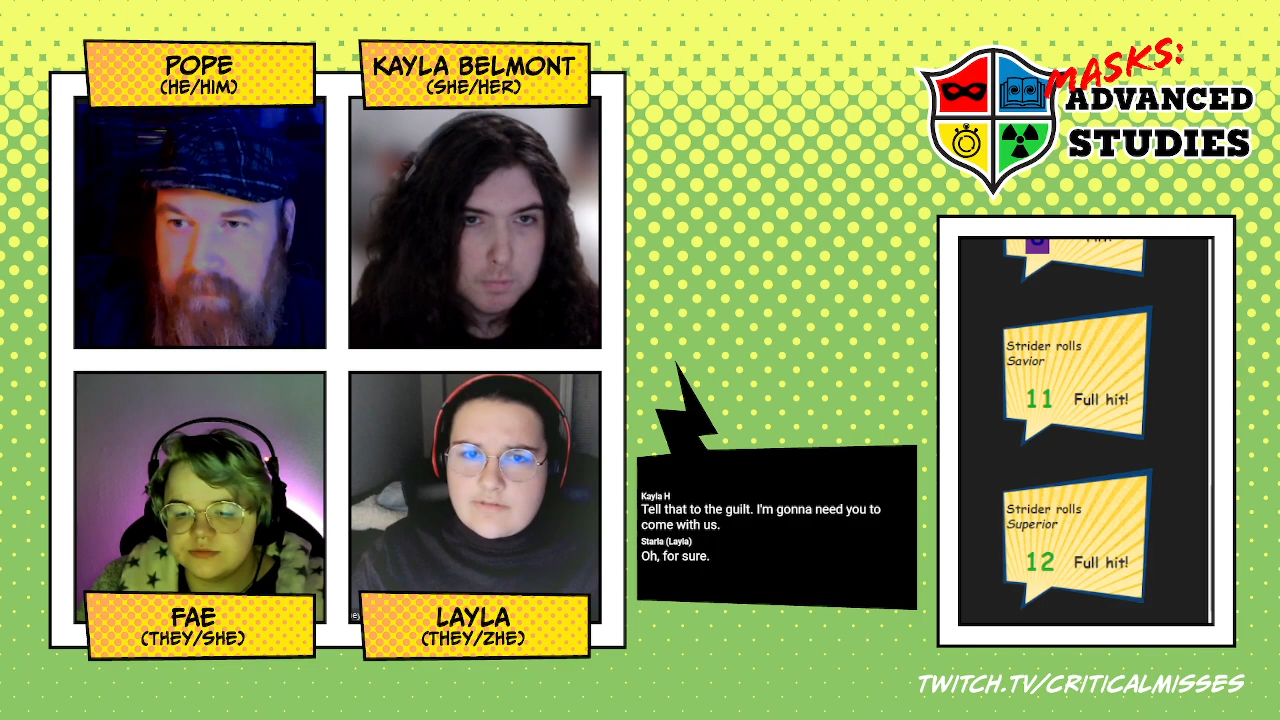 POPE
(HE/HIM)
KAYLA BELMONT
(SHE/HER)
MASKS:
ADVANCED
STUDIES
Strider rolls
Savior
11 Full hit!
Strider rolls
Superior
12 Full hit!
Kayla H
Tell that to the guilt. I'm gonna need you to
come with us.
Starla (Layla)
Oh, for sure.
FAE
(THEY/SHE)
LAYLA
(THEY/ZHE)
TWITCH.TV/CRITICALMISSES